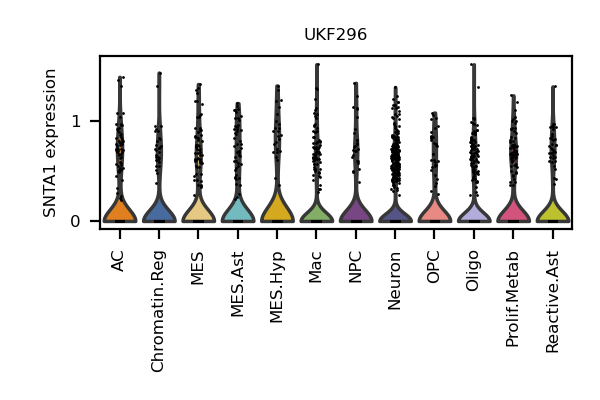 UKF296
SNTA1 expression
1
0
AC
Chromatin.Reg
MES
MES.Ast
MES.Hyp
Mac
NPC
Neuron
OPC
Oligo
Prolif.Metab
Reactive.Ast